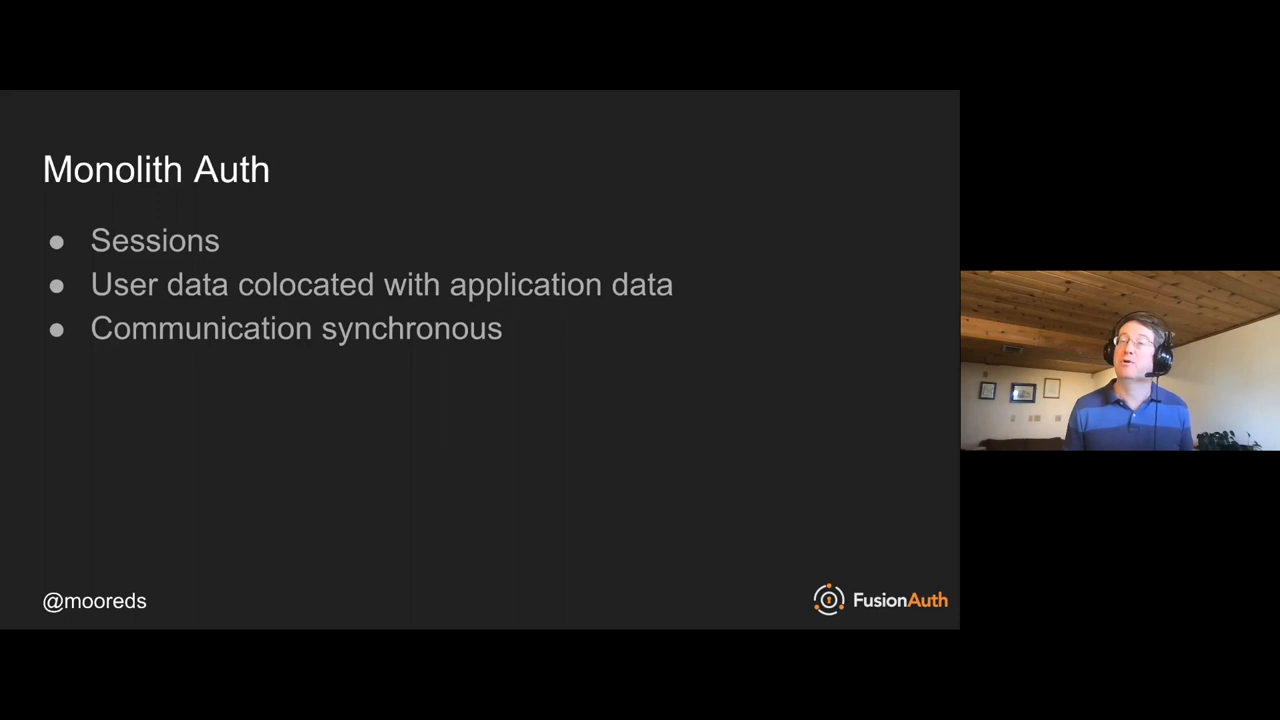 Monolith Auth
● Sessions
● User data colocated with application data
● Communication synchronous
@mooreds
FusionAuth